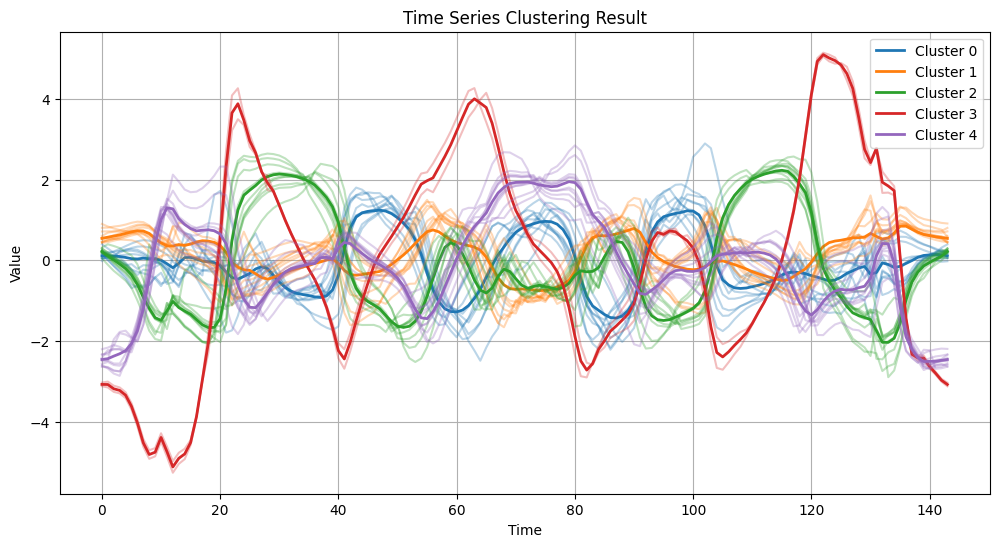 Time Series Clustering Result
Cluster 0
Cluster 1
Cluster 2
Cluster 3
Cluster 4
Value
4
2
0
−2
−4
0 20 40 60 80 100 120 140
Time